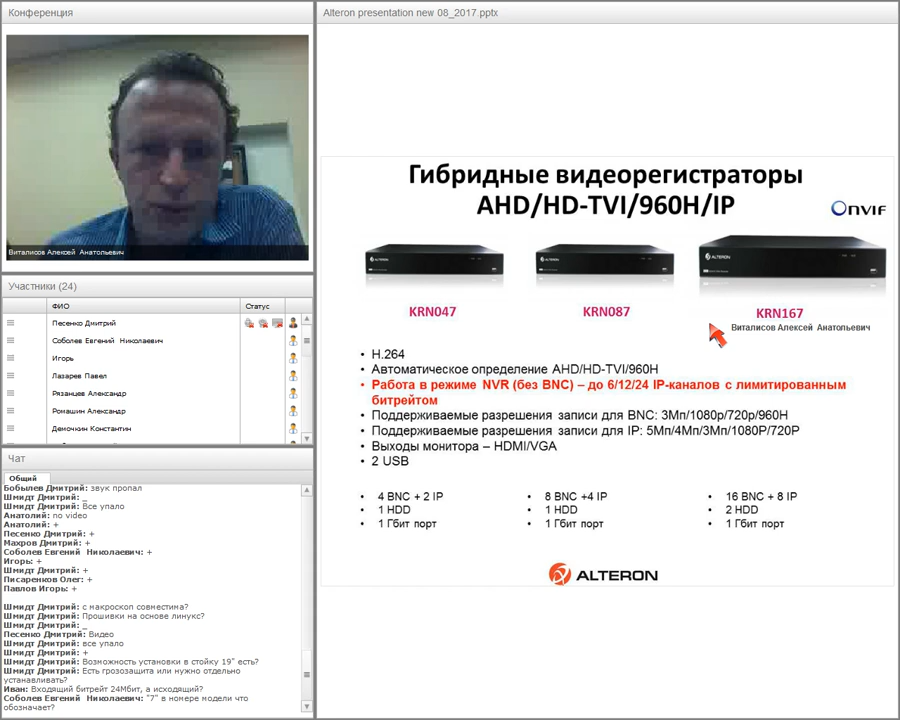 Конференция
Виталисов Алексей Анатольевич
Участники (24)
ФИО Статус
Песенко Дмитрий
Соболев Евгений Николаевич
Игорь
Лазарев Павел
Рязанцев Александр
Ромашин Александр
Демочкин Константин
Чат
Общий
Бобылев Дмитрий: звук пропал
Шмидт Дмитрий: _
Шмидт Дмитрий: Все упало
Анатолий: no video
Анатолий: +
Песенко Дмитрий: +
Махров Дмитрий: +
Соболев Евгений Николаевич: +
Игорь: +
Шмидт Дмитрий: +
Писаренков Олег: +
Павлов Игорь: +
Шмидт Дмитрий: с макроскоп совместима?
Шмидт Дмитрий: Прошивки на основе линукс?
Шмидт Дмитрий: _
Песенко Дмитрий: Видео
Шмидт Дмитрий: все упало
Шмидт Дмитрий: +
Шмидт Дмитрий: Возможность установки в стойку 19" есть?
Шмидт Дмитрий: Есть грозозащита или нужно отдельно
устанавливать?
Иван: Входящий битрейт 24Мбит, а исходящий?
Соболев Евгений Николаевич: "7" в номере модели что
обозначает?
Alteron presentation new 08_2017.pptx
Гибридные видеорегистраторы
AHD/HD-TVI/960H/IP
ONVIF
ALTERON
ALTERON
ALTERON
KRN047
KRN087
KRN167
Виталисов Алексей Анатольевич
• H.264
• Автоматическое определение AHD/HD-TVI/960H
• Работа в режиме NVR (без BNC) – до 6/12/24 IP-каналов с лимитированным
битрейтом
• Поддерживаемые разрешения записи для BNC: 3Мп/1080p/720p/960H
• Поддерживаемые разрешения записи для IP: 5Мп/4Мп/3Мп/1080P/720P
• Выходы монитора – HDMI/VGA
• 2 USB
• 4 BNC + 2 IP
• 1 HDD
• 1 Гбит порт
• 8 BNC +4 IP
• 1 HDD
• 1 Гбит порт
• 16 BNC + 8 IP
• 2 HDD
• 1 Гбит порт
ALTERON